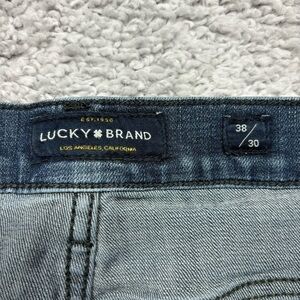 EST. 1990
LUCKY BRAND
LOS ANGELES, CALIFORNIA
38
30